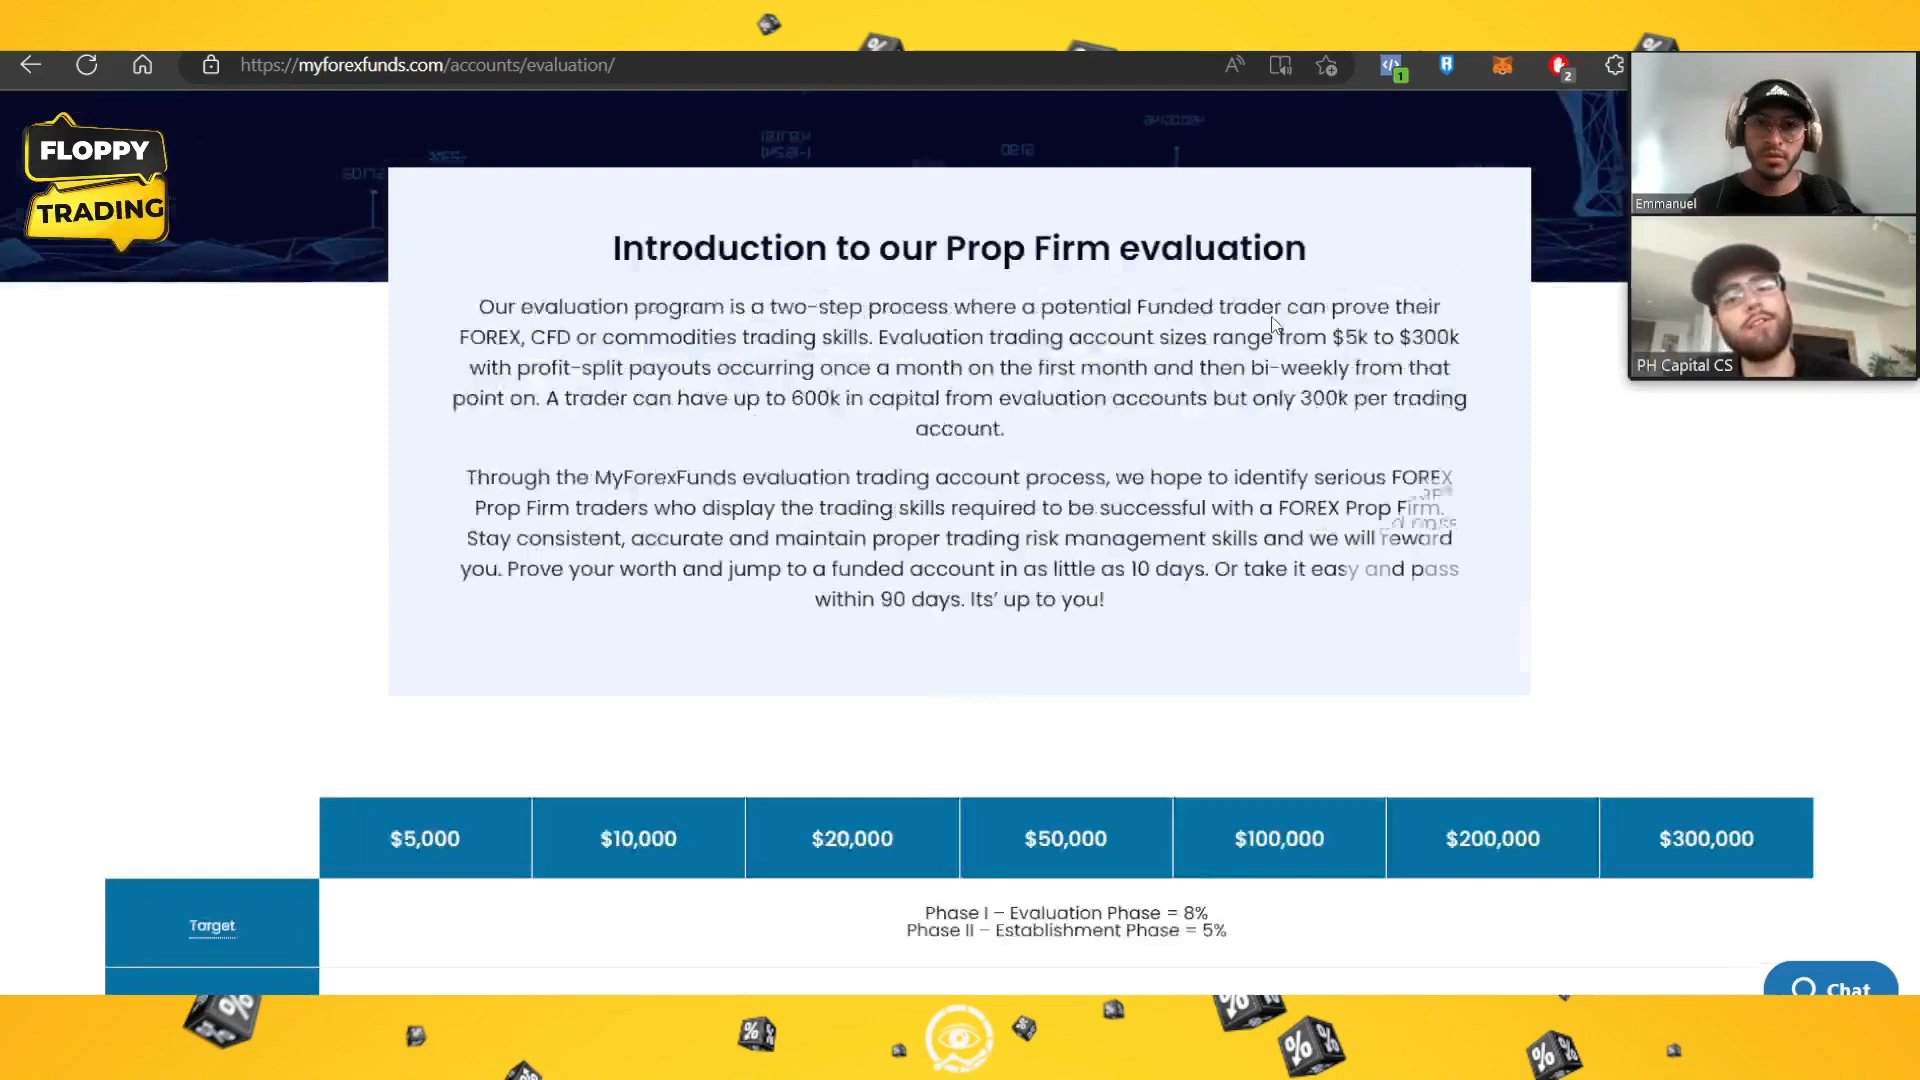 https://myforexfunds.com/accounts/evaluation/
1
2
FLOPPY
TRADING
Emmanuel
PH Capital CS
Introduction to our Prop Firm evaluation
Our evaluation program is a two-step process where a potential Funded trader can prove their
FOREX, CFD or commodities trading skills. Evaluation trading account sizes range from $5k to $300k
with profit-split payouts occurring once a month on the first month and then bi-weekly from that
point on. A trader can have up to 600k in capital from evaluation accounts but only 300k per trading
account.
Through the MyForexFunds evaluation trading account process, we hope to identify serious FOREX
Prop Firm traders who display the trading skills required to be successful with a FOREX Prop Firm.
Stay consistent, accurate and maintain proper trading risk management skills and we will reward
you. Prove your worth and jump to a funded account in as little as 10 days. Or take it easy and pass
within 90 days. Its' up to you!
$5,000
$10,000
$20,000
$50,000
$100,000
$200,000
$300,000
Target
Phase I – Evaluation Phase = 8%
Phase II – Establishment Phase = 5%
Chat